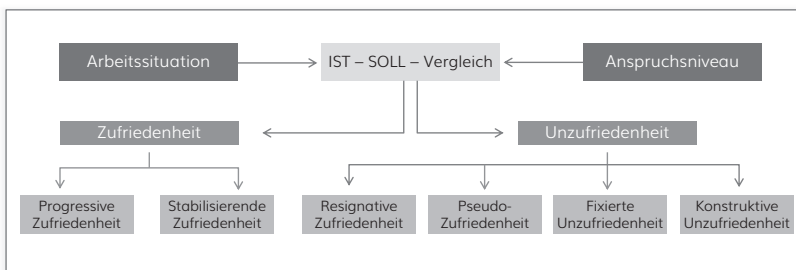 Arbeitssituation
IST – SOLL – Vergleich
Anspruchsniveau
Zufriedenheit
Unzufriedenheit
Progressive
Zufriedenheit
Stabilisierende
Zufriedenheit
Resignative
Zufriedenheit
Pseudo-
Zufriedenheit
Fixierte
Unzufriedenheit
Konstruktive
Unzufriedenheit